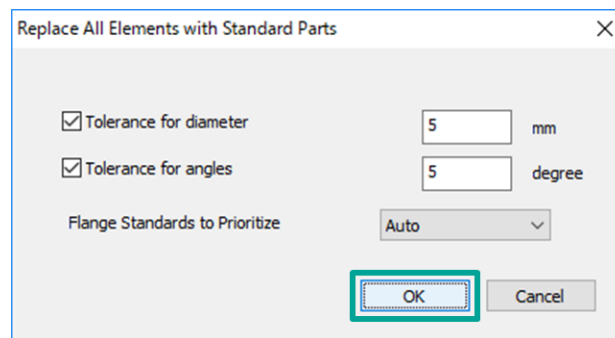 Replace All Elements with Standard Parts
Tolerance for diameter 5 mm
Tolerance for angles 5 degree
Flange Standards to Prioritize Auto
OK Cancel